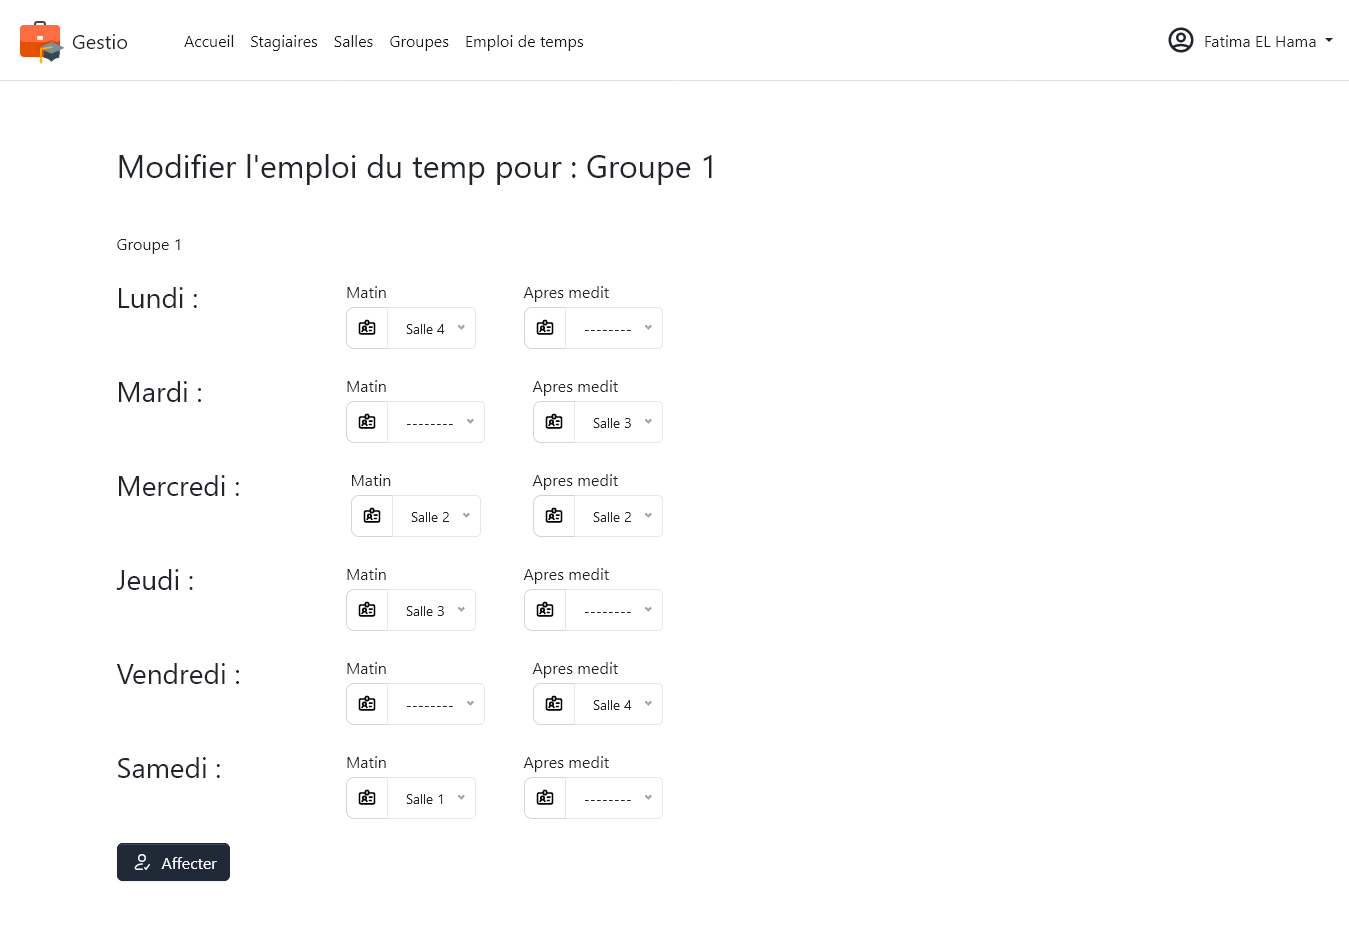 Gestio Accueil Stagiaires Salles Groupes Emploi de temps Fatima EL Hama
Modifier l'emploi du temp pour : Groupe 1
Groupe 1
Lundi : Matin Apres medit
Salle 4 --------
Mardi : Matin Apres medit
-------- Salle 3
Mercredi : Matin Apres medit
Salle 2 Salle 2
Jeudi : Matin Apres medit
Salle 3 --------
Vendredi : Matin Apres medit
-------- Salle 4
Samedi : Matin Apres medit
Salle 1 --------
Affecter